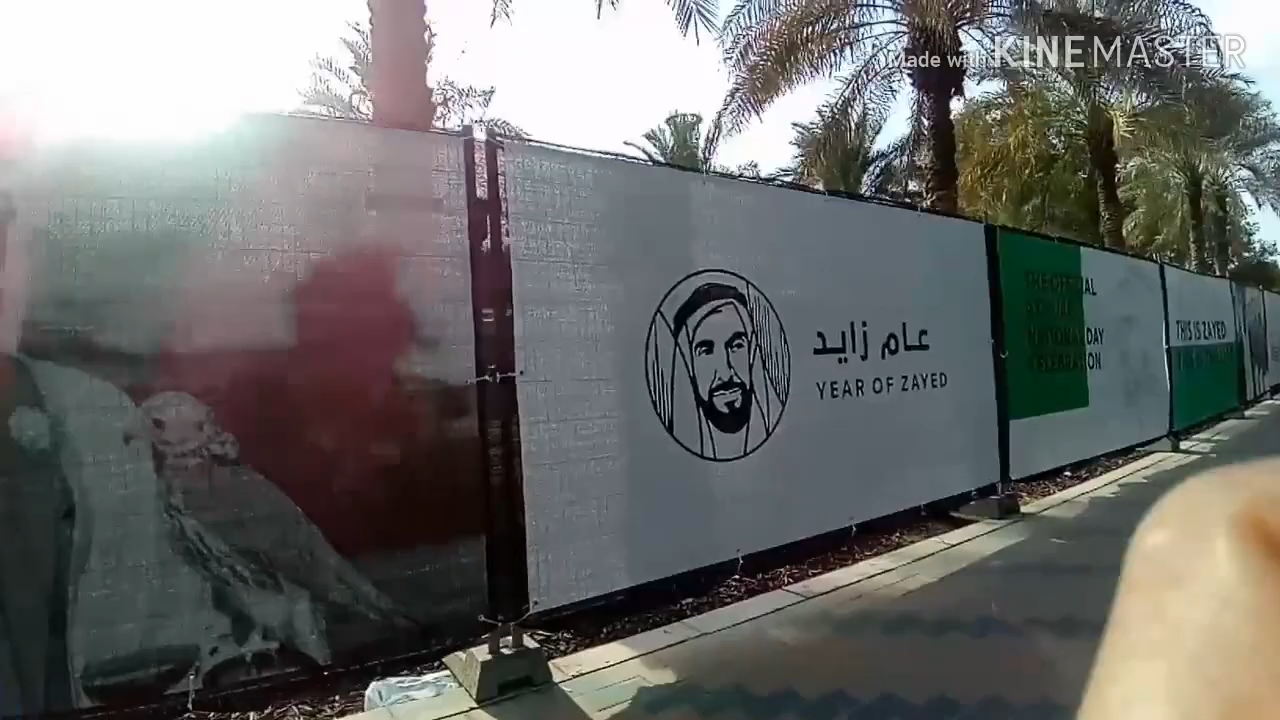 Made with KINEMASTER
عام زايد
YEAR OF ZAYED
THE OFFICIAL
NATIONAL DAY
CELEBRATION
THIS IS ZAYED